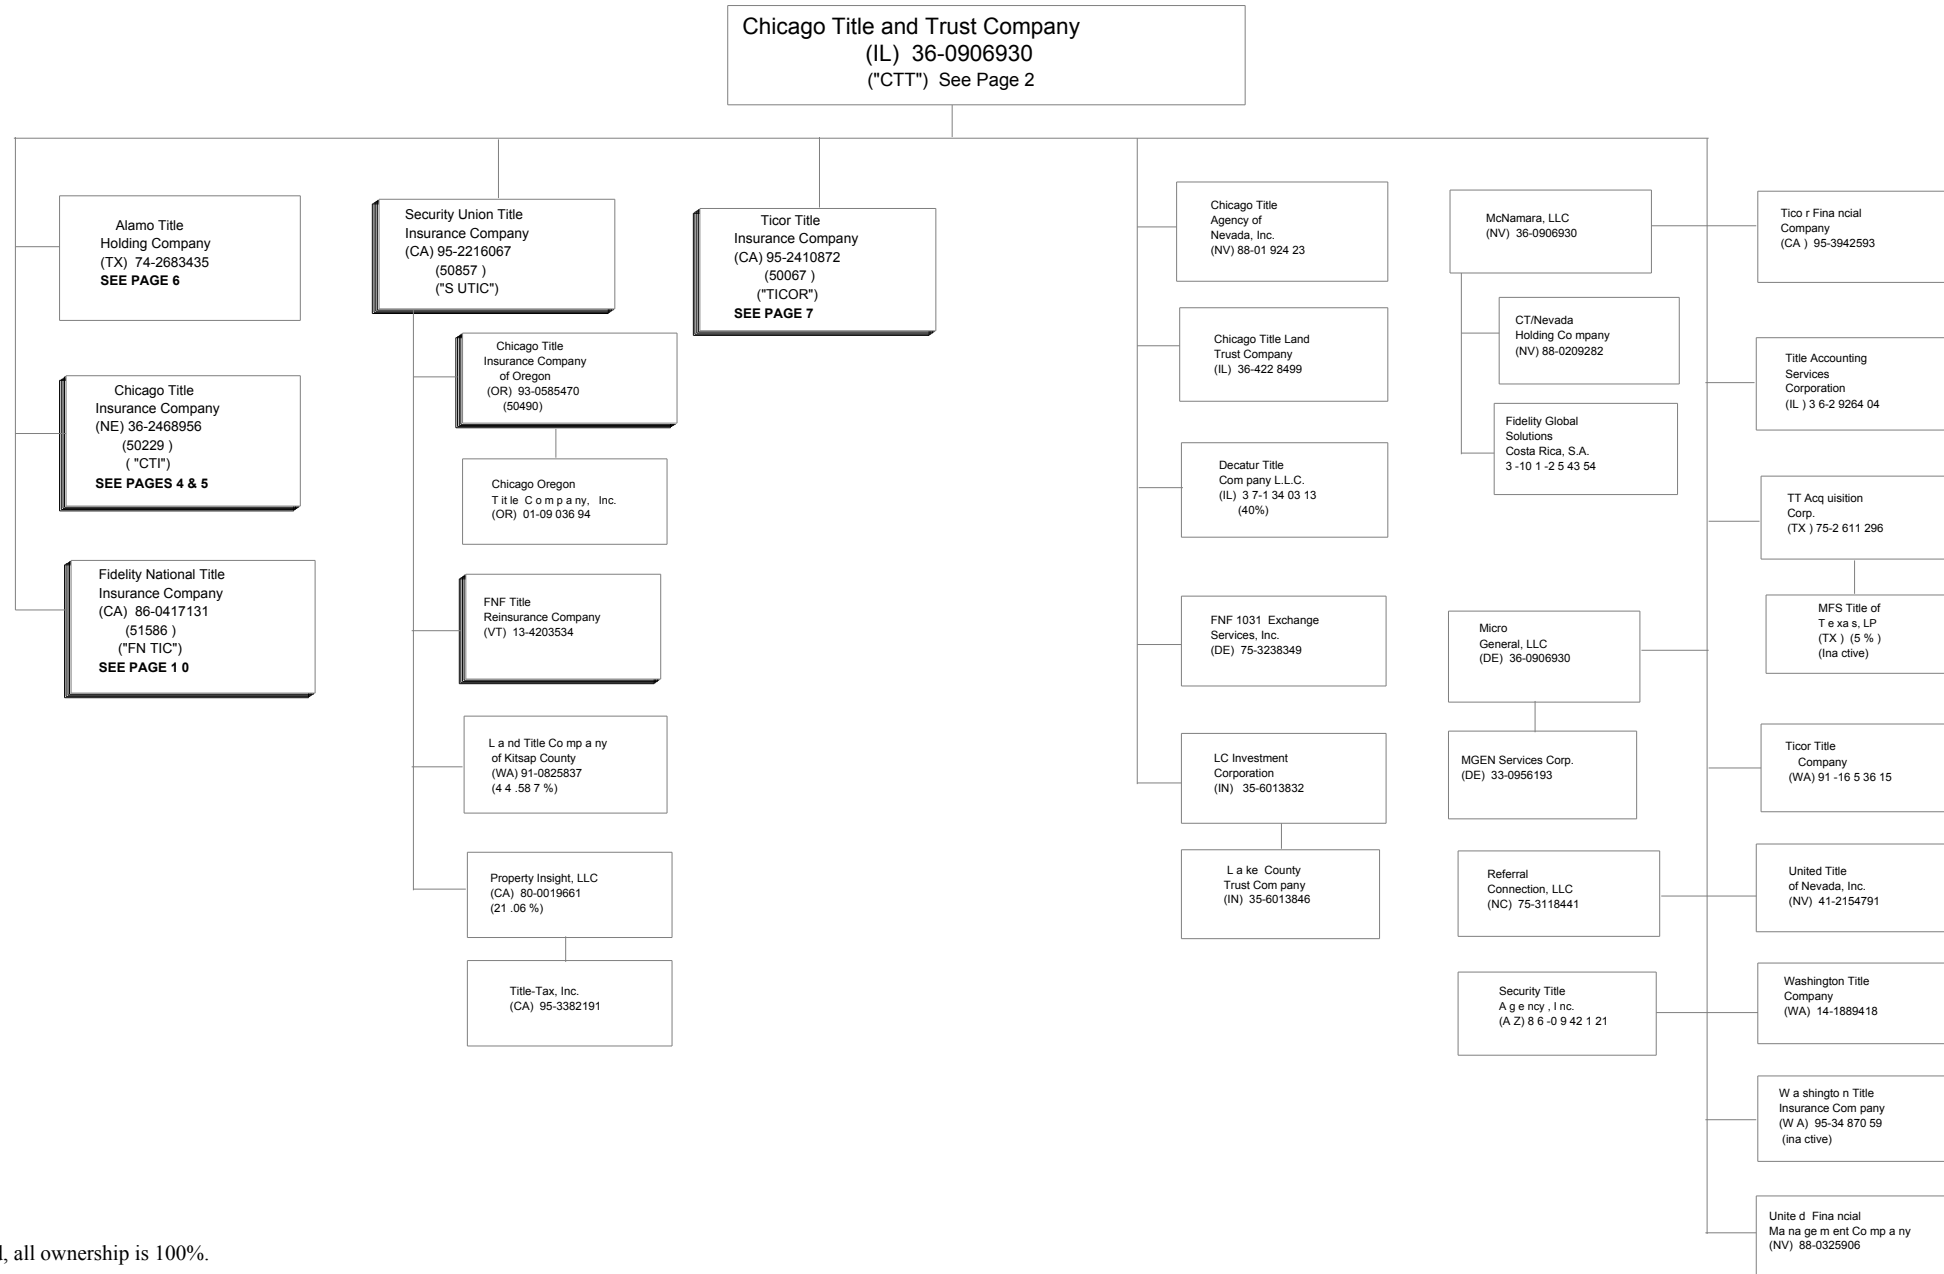 Chicago Title and Trust Company
(IL) 36-0906930
("CTT") See Page 2
Alamo Title
Holding Company
(TX) 74-2683435
SEE PAGE 6
Chicago Title
Insurance Company
(NE) 36-2468956
(50229 )
( "CTI")
SEE PAGES 4 & 5
Fidelity National Title
Insurance Company
(CA) 86-0417131
(51586 )
("FN TIC")
SEE PAGE 1 0
Security Union Title
Insurance Company
(CA) 95-2216067
(50857 )
("S UTIC")
Chicago Title
Insurance Company
of Oregon
(OR) 93-0585470
(50490)
Chicago Oregon
T it le C o m p a ny, Inc.
(OR) 01-09 036 94
FNF Title
Reinsurance Company
(VT) 13-4203534
L a nd Title Co mp a ny
of Kitsap County
(WA) 91-0825837
(4 4 .58 7 %)
Property Insight, LLC
(CA) 80-0019661
(21 .06 %)
Title-Tax, Inc.
(CA) 95-3382191
Ticor Title
Insurance Company
(CA) 95-2410872
(50067 )
("TICOR")
SEE PAGE 7
Chicago Title
Agency of
Nevada, Inc.
(NV) 88-01 924 23
Chicago Title Land
Trust Company
(IL) 36-422 8499
Decatur Title
Com pany L.L.C.
(IL) 3 7-1 34 03 13
(40%)
FNF 1031 Exchange
Services, Inc.
(DE) 75-3238349
LC Investment
Corporation
(IN) 35-6013832
L a ke County
Trust Com pany
(IN) 35-6013846
McNamara, LLC
(NV) 36-0906930
CT/Nevada
Holding Co mpany
(NV) 88-0209282
Fidelity Global
Solutions
Costa Rica, S.A.
3 -10 1 -2 5 43 54
Micro
General, LLC
(DE) 36-0906930
MGEN Services Corp.
(DE) 33-0956193
Referral
Connection, LLC
(NC) 75-3118441
Security Title
A g e ncy , I nc.
(A Z) 8 6 -0 9 42 1 21
Tico r Fina ncial
Company
(CA ) 95-3942593
Title Accounting
Services
Corporation
(IL ) 3 6-2 9264 04
TT Acq uisition
Corp.
(TX ) 75-2 611 296
MFS Title of
T e xa s, LP
(TX ) (5 % )
(Ina ctive)
Ticor Title
Company
(WA) 91 -16 5 36 15
United Title
of Nevada, Inc.
(NV) 41-2154791
Washington Title
Company
(WA) 14-1889418
W a shingto n Title
Insurance Com pany
(W A) 95-34 870 59
(ina ctive)
Unite d Fina ncial
Ma na ge m ent Co mp a ny
(NV) 88-0325906
, all ownership is 100%.